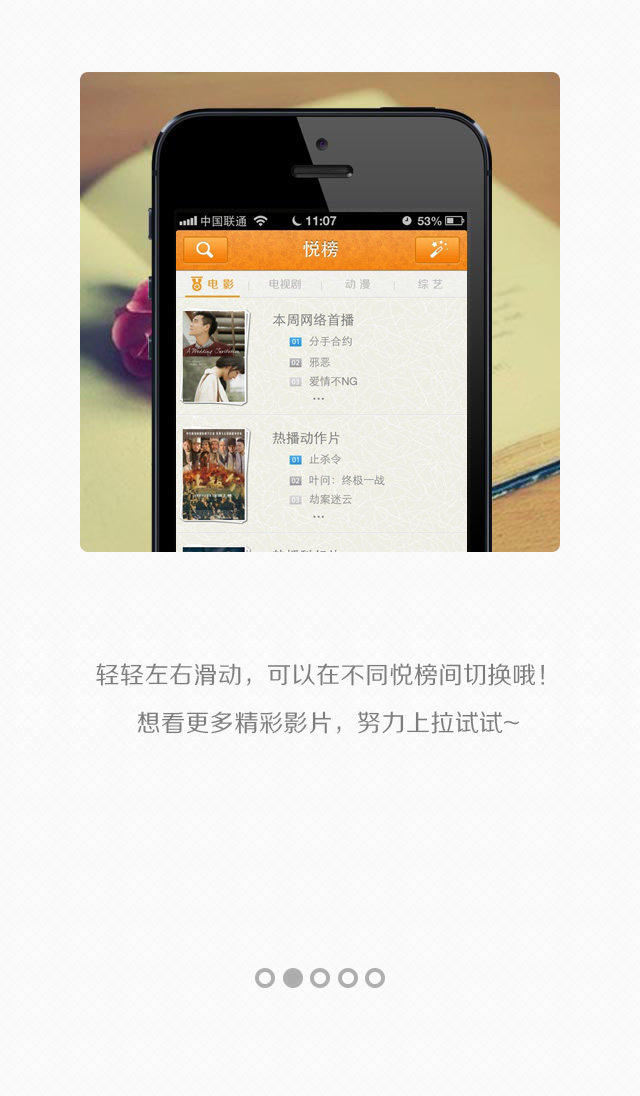 中国联通 11:07 53%
悦榜
电影 电视剧 动漫 综艺
本周网络首播
01 分手合约
02 邪恶
03 爱情不NG
...
A Wedding Invitation
热播动作片
01 止杀令
02 叶问：终极一战
03 劫案迷云
...
轻轻左右滑动，可以在不同悦榜间切换哦！
想看更多精彩影片，努力上拉试试~